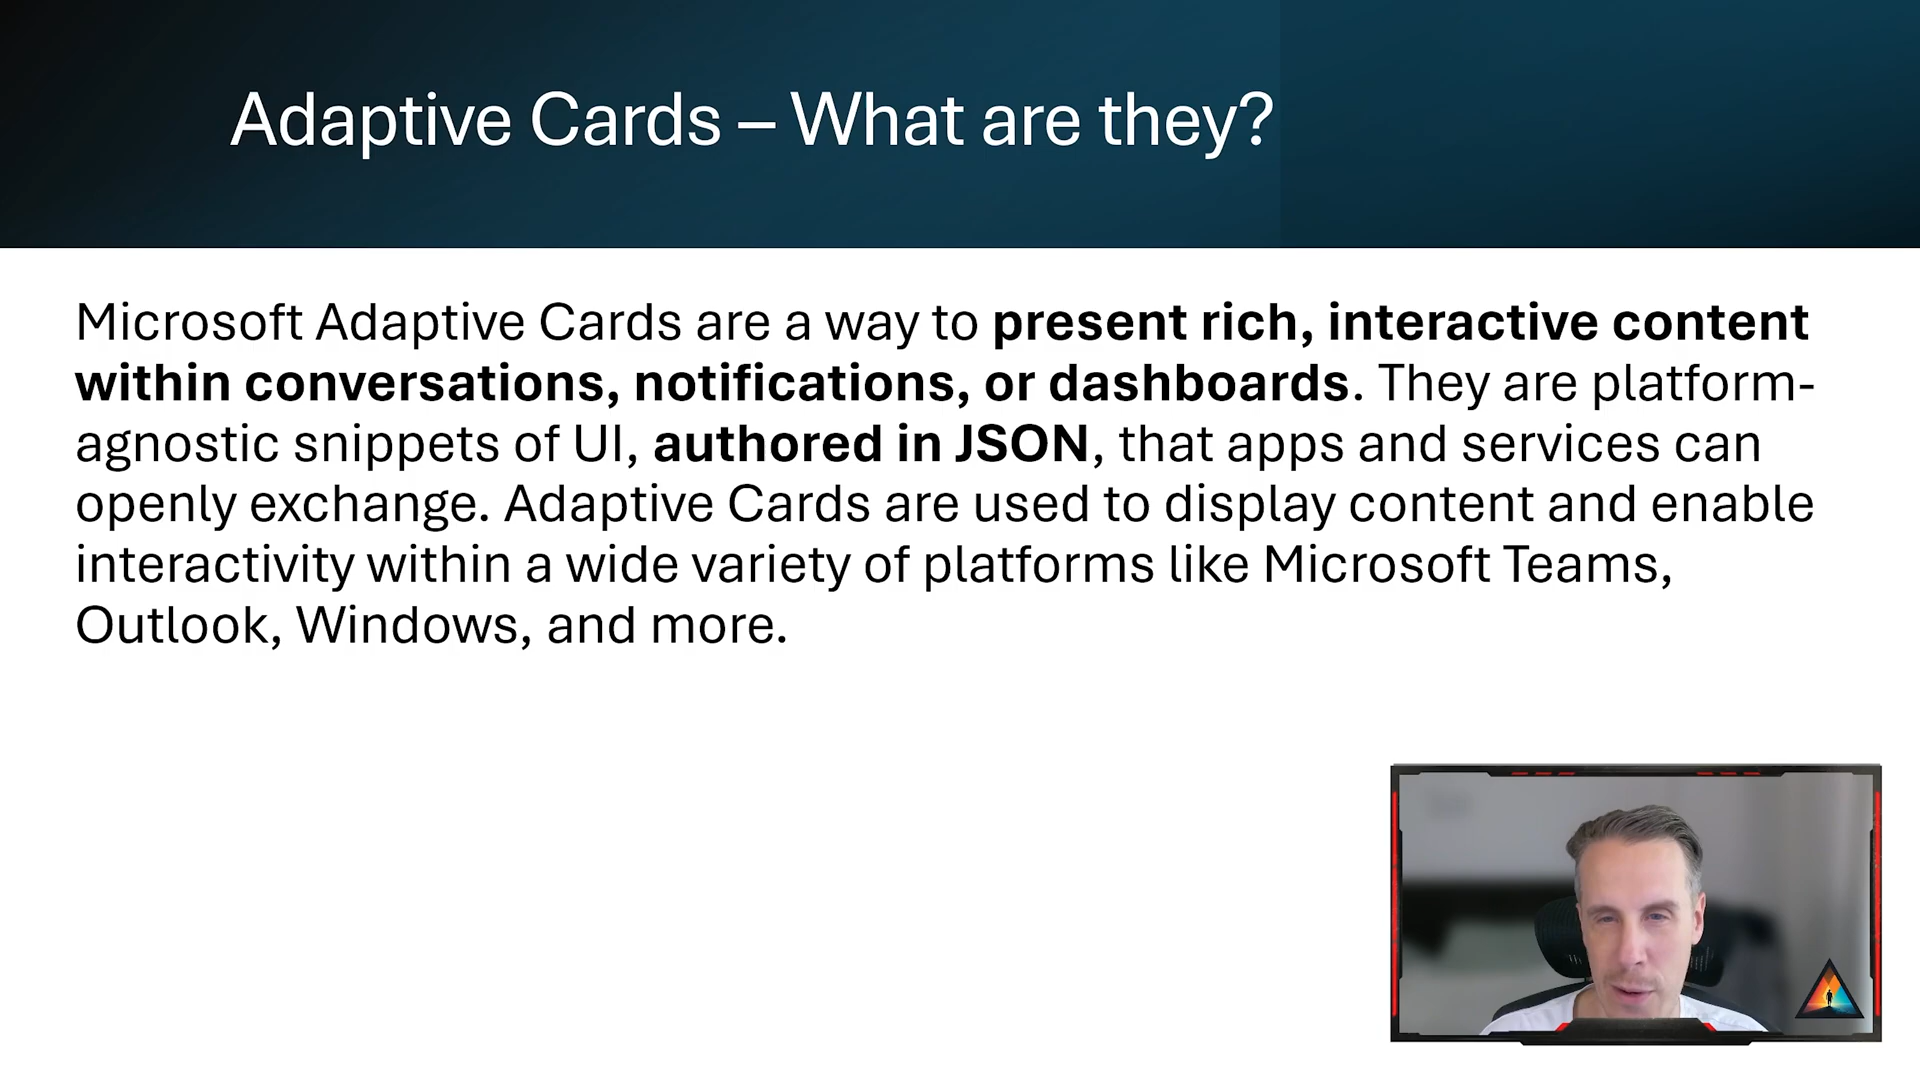 Adaptive Cards – What are they?
Microsoft Adaptive Cards are a way to present rich, interactive content
within conversations, notifications, or dashboards. They are platform-
agnostic snippets of UI, authored in JSON, that apps and services can
openly exchange. Adaptive Cards are used to display content and enable
interactivity within a wide variety of platforms like Microsoft Teams,
Outlook, Windows, and more.